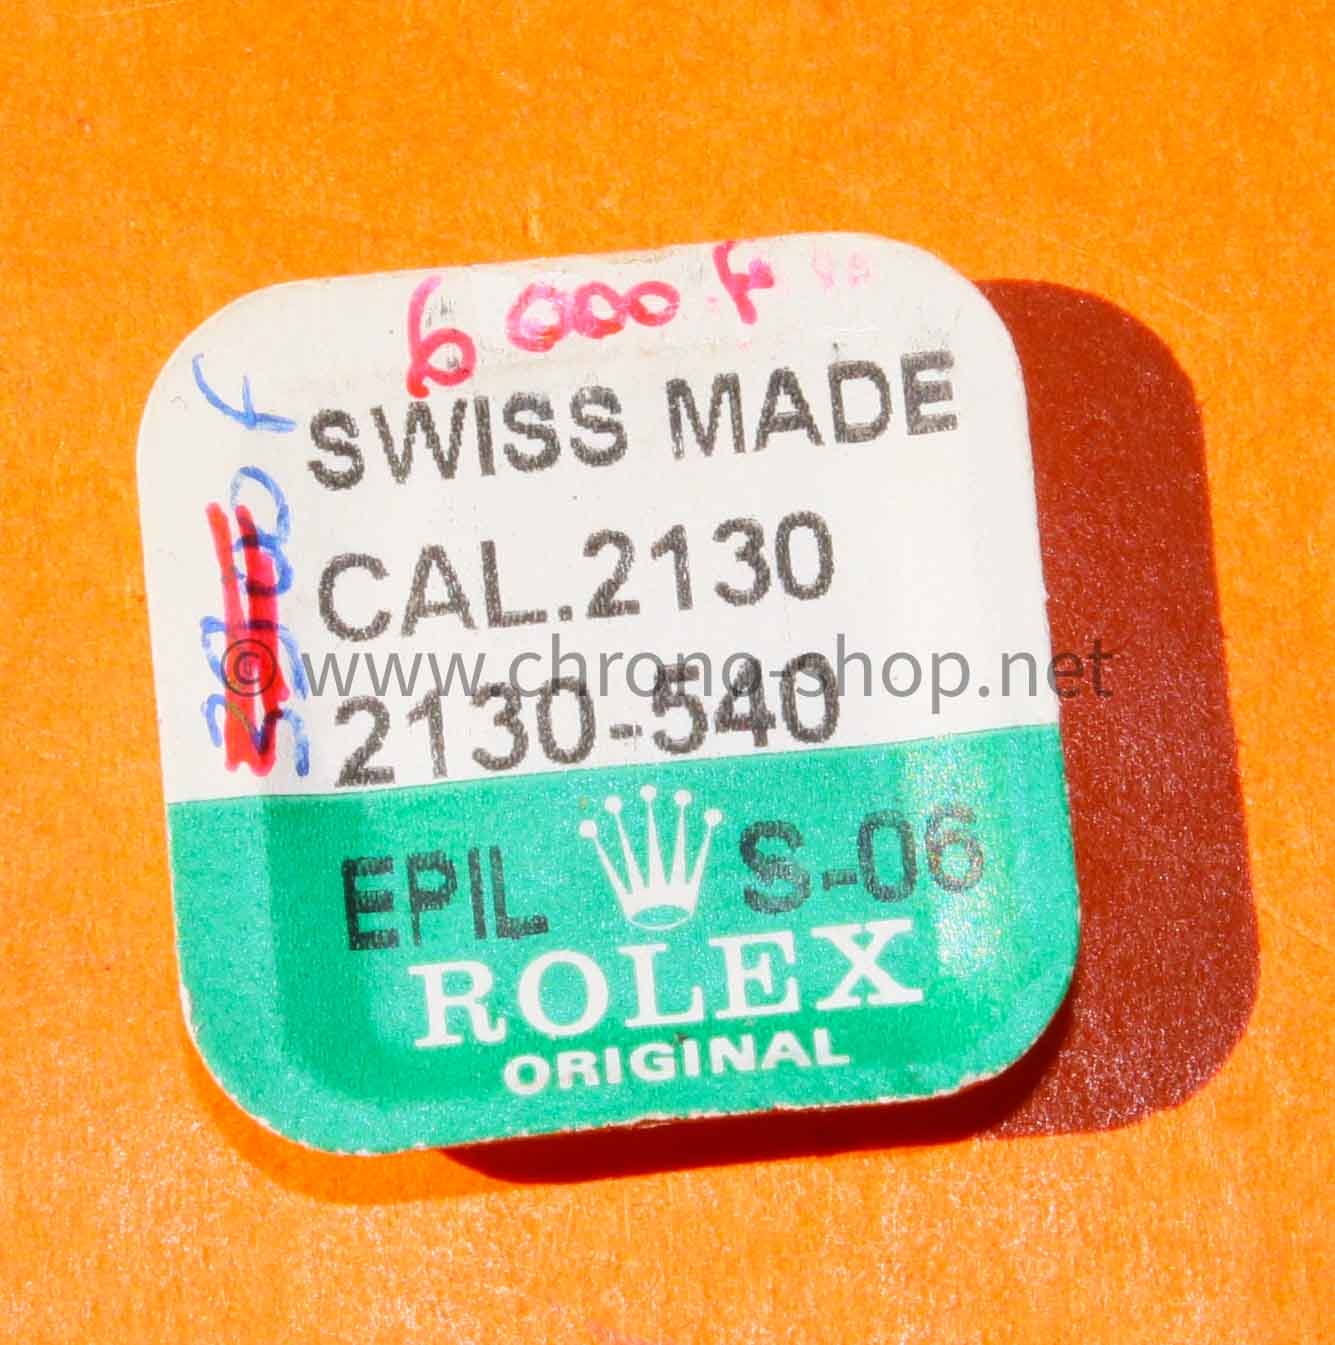 6 000 F
SWISS MADE
CAL.2130
2130-540
© www.chrono-shop.net
EPIL S-06
ROLEX
ORIGINAL